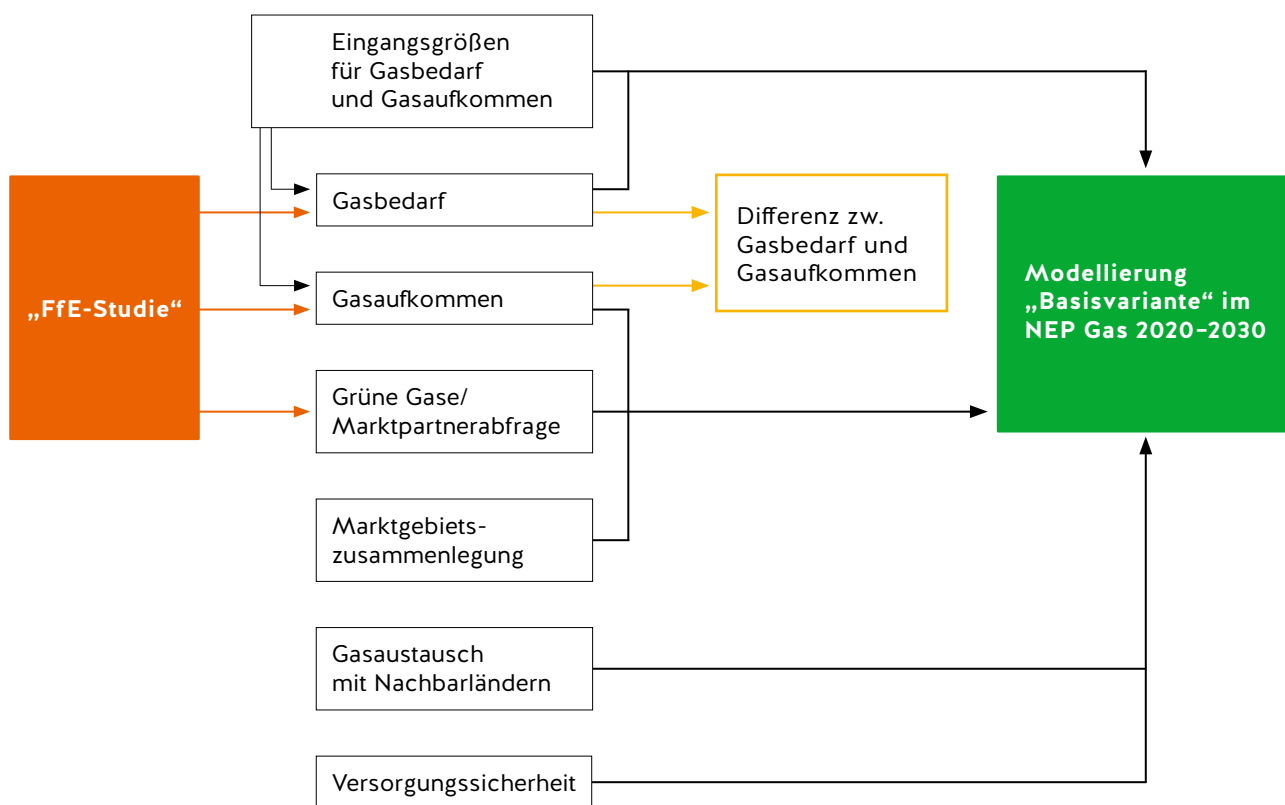 Eingangsgrößen
für Gasbedarf
und Gasaufkommen
„FfE-Studie“
Gasbedarf
Gasaufkommen
Grüne Gase/
Marktpartnerabfrage
Marktgebiets-
zusammenlegung
Gasaustausch
mit Nachbarländern
Versorgungssicherheit
Differenz zw.
Gasbedarf und
Gasaufkommen
Modellierung
„Basisvariante“ im
NEP Gas 2020–2030